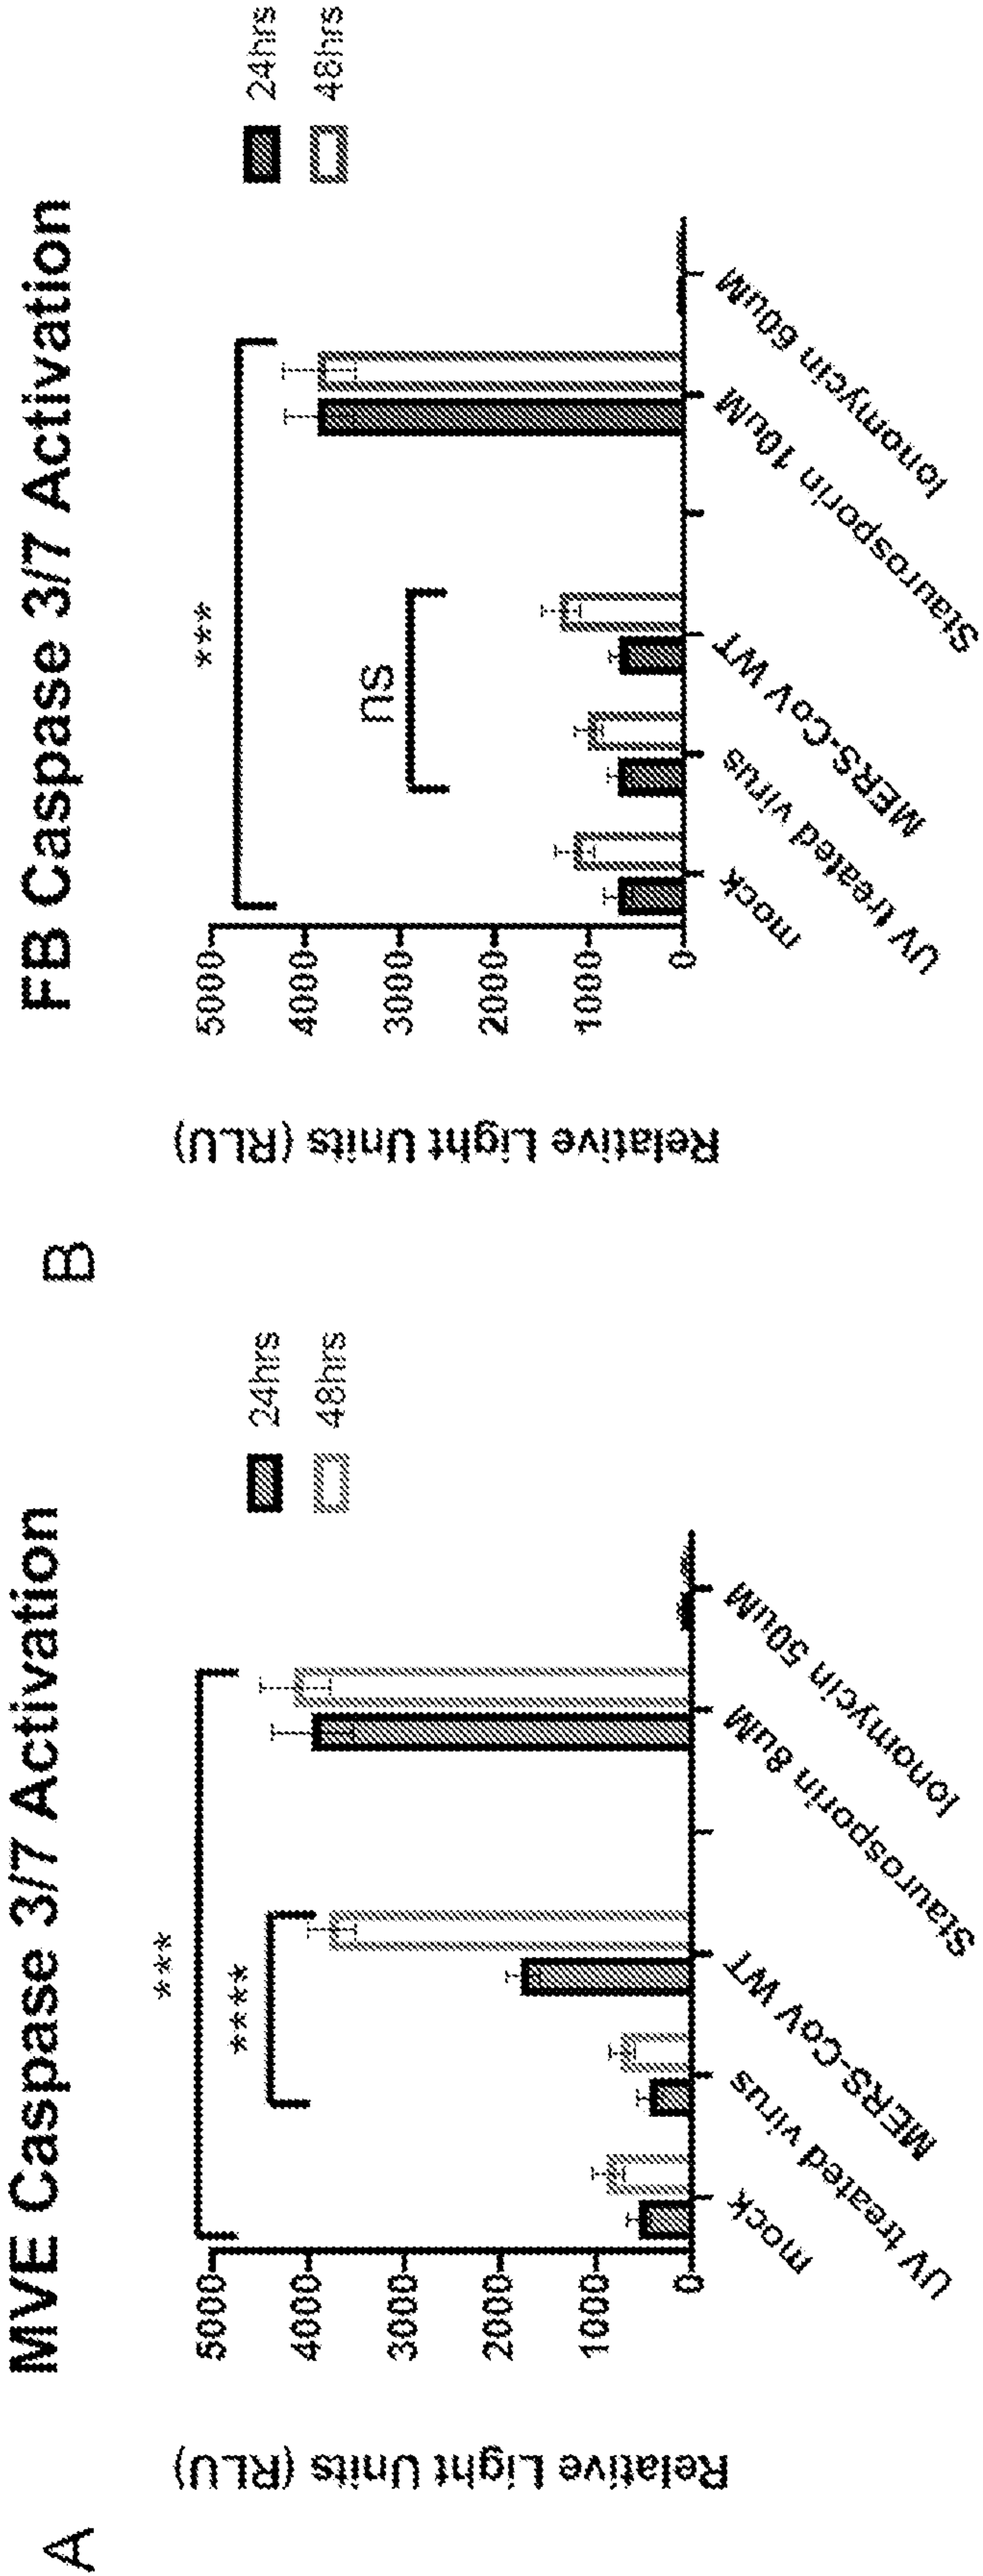 A
MVE Caspase 3/7 Activation
Relative Light Units (RLU)
5000
4000
3000
2000
1000
0
***
****
24hrs
48hrs
mock
UV treated virus
MERS-CoV WT
Staurosporin 8uM
Ionomycin 50uM
B
FB Caspase 3/7 Activation
Relative Light Units (RLU)
5000
4000
3000
2000
1000
0
***
ns
24hrs
48hrs
mock
UV treated virus
MERS-CoV WT
Staurosporin 10uM
Ionomycin 60uM